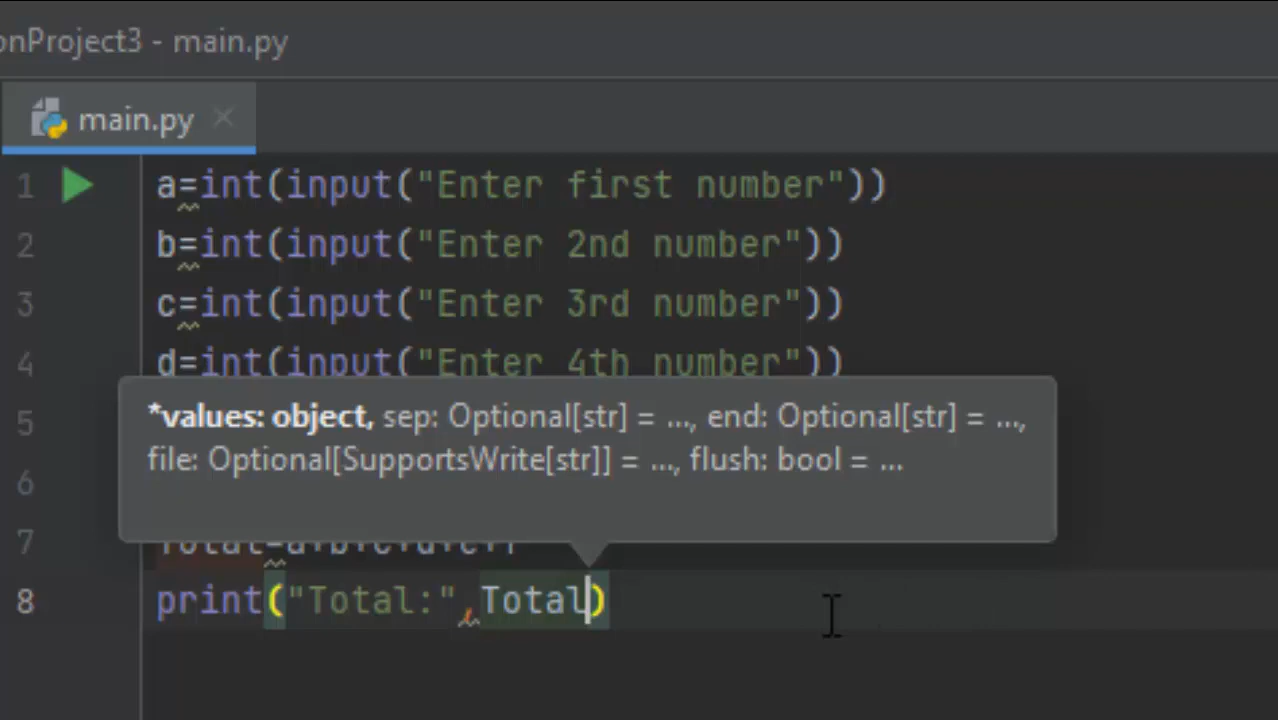 onProject3 - main.py
main.py
1 a=int(input("Enter first number"))
2 b=int(input("Enter 2nd number"))
3 c=int(input("Enter 3rd number"))
4 d=int(input("Enter 4th number"))
5
6
*values: object, sep: Optional[str] = ..., end: Optional[str] = ...,
file: Optional[SupportsWrite[str]] = ..., flush: bool = ...
7 Total=a+b+c+d+e+f
8 print("Total:",Total)